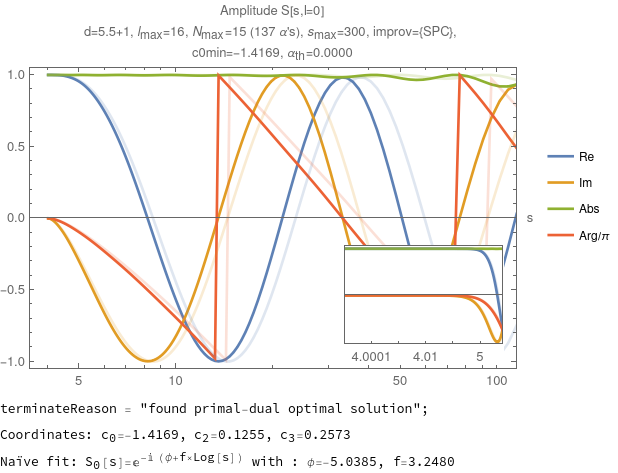 Amplitude S[s,l=0]
d=5.5+1, lmax=16, Nmax=15 (137 α's), smax=300, improv={SPC},
c0min=-1.4169, αth=0.0000
1.0
0.5
0.0
-0.5
-1.0
5
10
50
100
s
4.0001
4.01
5
Re
Im
Abs
Arg/π
terminateReason = "found primal-dual optimal solution";
Coordinates: c0=-1.4169, c2=0.1255, c3=0.2573
Naïve fit: S0[s]=e^-i (ϕ+f×Log[s]) with : ϕ=-5.0385, f=3.2480